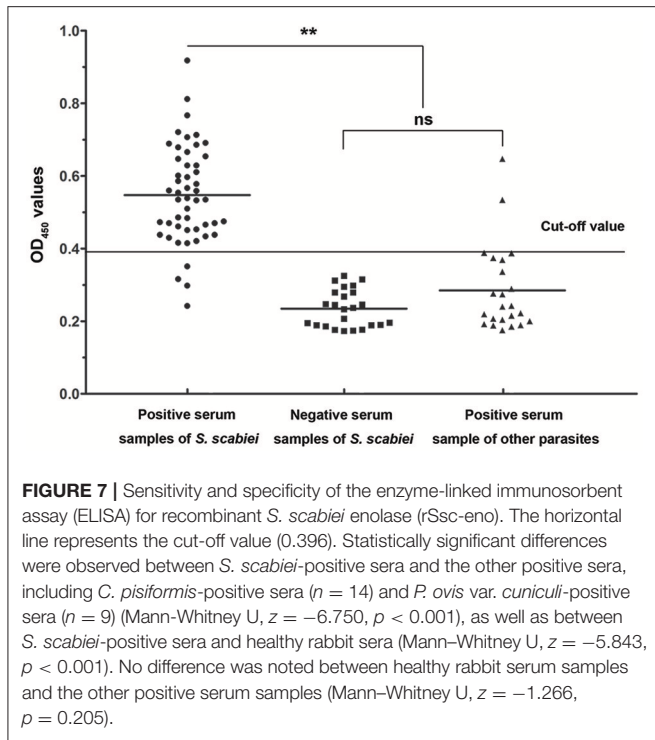 1.0
**
0.8
ns
0.6
OD450 values
Cut-off value
0.4
0.2
0.0
Positive serum
samples of S. scabiei
Negative serum
samples of S. scabiei
Positive serum
sample of other parasites
FIGURE 7 | Sensitivity and specificity of the enzyme-linked immunosorbent
assay (ELISA) for recombinant S. scabiei enolase (rSsc-eno). The horizontal
line represents the cut-off value (0.396). Statistically significant differences
were observed between S. scabiei-positive sera and the other positive sera,
including C. pisiformis-positive sera (n = 14) and P. ovis var. cuniculi-positive
sera (n = 9) (Mann-Whitney U, z = −6.750, p < 0.001), as well as between
S. scabiei-positive sera and healthy rabbit sera (Mann–Whitney U, z = −5.843,
p < 0.001). No difference was noted between healthy rabbit serum samples
and the other positive serum samples (Mann–Whitney U, z = −1.266,
p = 0.205).